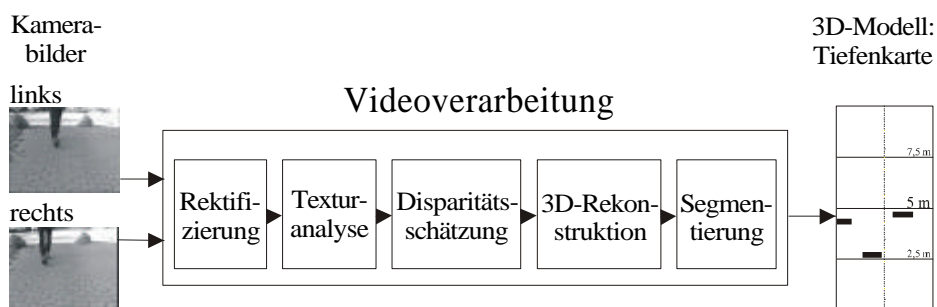 Kamera-
bilder
links
rechts
Videoverarbeitung
Rektifi-
zierung
Textur-
analyse
Disparitäts-
schätzung
3D-Rekon-
struktion
Segmen-
tierung
3D-Modell:
Tiefenkarte
7,5 m
5 m
2,5 m